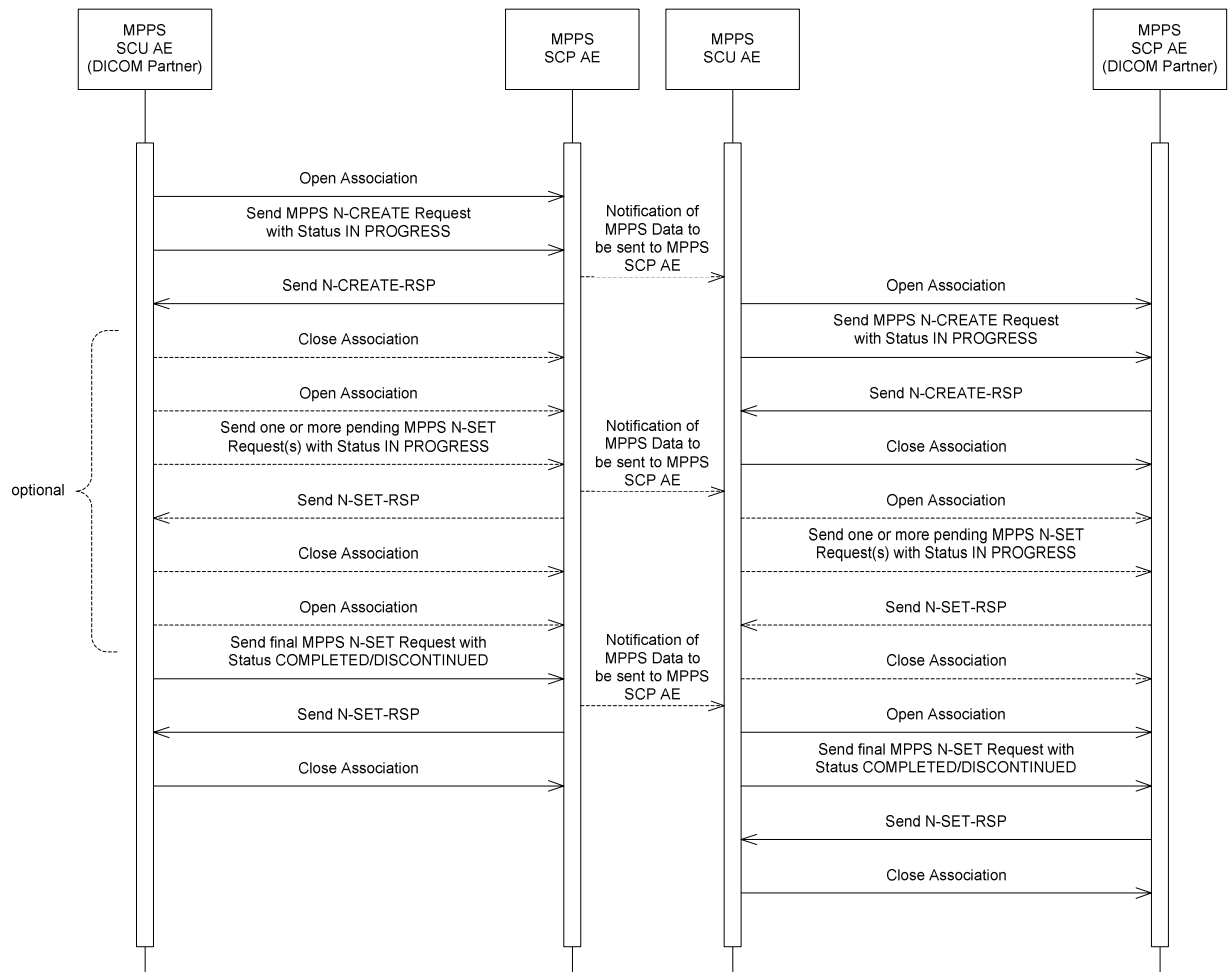 MPPS
SCU AE
(DICOM Partner)
MPPS
SCP AE
MPPS
SCU AE
MPPS
SCP AE
(DICOM Partner)
Open Association
Send MPPS N-CREATE Request
with Status IN PROGRESS
Send N-CREATE-RSP
Close Association
Open Association
Send one or more pending MPPS N-SET
Request(s) with Status IN PROGRESS
optional
Send N-SET-RSP
Close Association
Open Association
Send final MPPS N-SET Request with
Status COMPLETED/DISCONTINUED
Send N-SET-RSP
Close Association
Notification of
MPPS Data to
be sent to MPPS
SCP AE
Notification of
MPPS Data to
be sent to MPPS
SCP AE
Notification of
MPPS Data to
be sent to MPPS
SCP AE
Open Association
Send MPPS N-CREATE Request
with Status IN PROGRESS
Send N-CREATE-RSP
Close Association
Open Association
Send one or more pending MPPS N-SET
Request(s) with Status IN PROGRESS
Send N-SET-RSP
Close Association
Open Association
Send final MPPS N-SET Request with
Status COMPLETED/DISCONTINUED
Send N-SET-RSP
Close Association